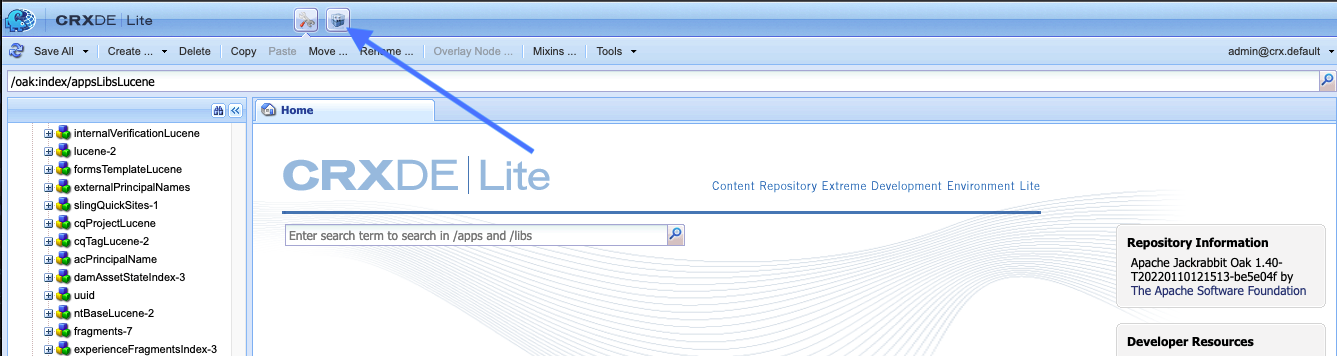 CRXDE | Lite
Save All Create ... Delete Copy Paste Move ... Rename ... Overlay Node ... Mixins ... Tools admin@crx.default
/oak:index/appsLibsLucene
Home
internalVerificationLucene
lucene-2
formsTemplateLucene
externalPrincipalNames
slingQuickSites-1
cqProjectLucene
cqTagLucene-2
acPrincipalName
damAssetStateIndex-3
uuid
ntBaseLucene-2
fragments-7
experienceFragmentsIndex-3
CRXDE | Lite
Content Repository Extreme Development Environment Lite
Enter search term to search in /apps and /libs
Repository Information
Apache Jackrabbit Oak 1.40-
T20220110121513-be5e04f by
The Apache Software Foundation
Developer Resources